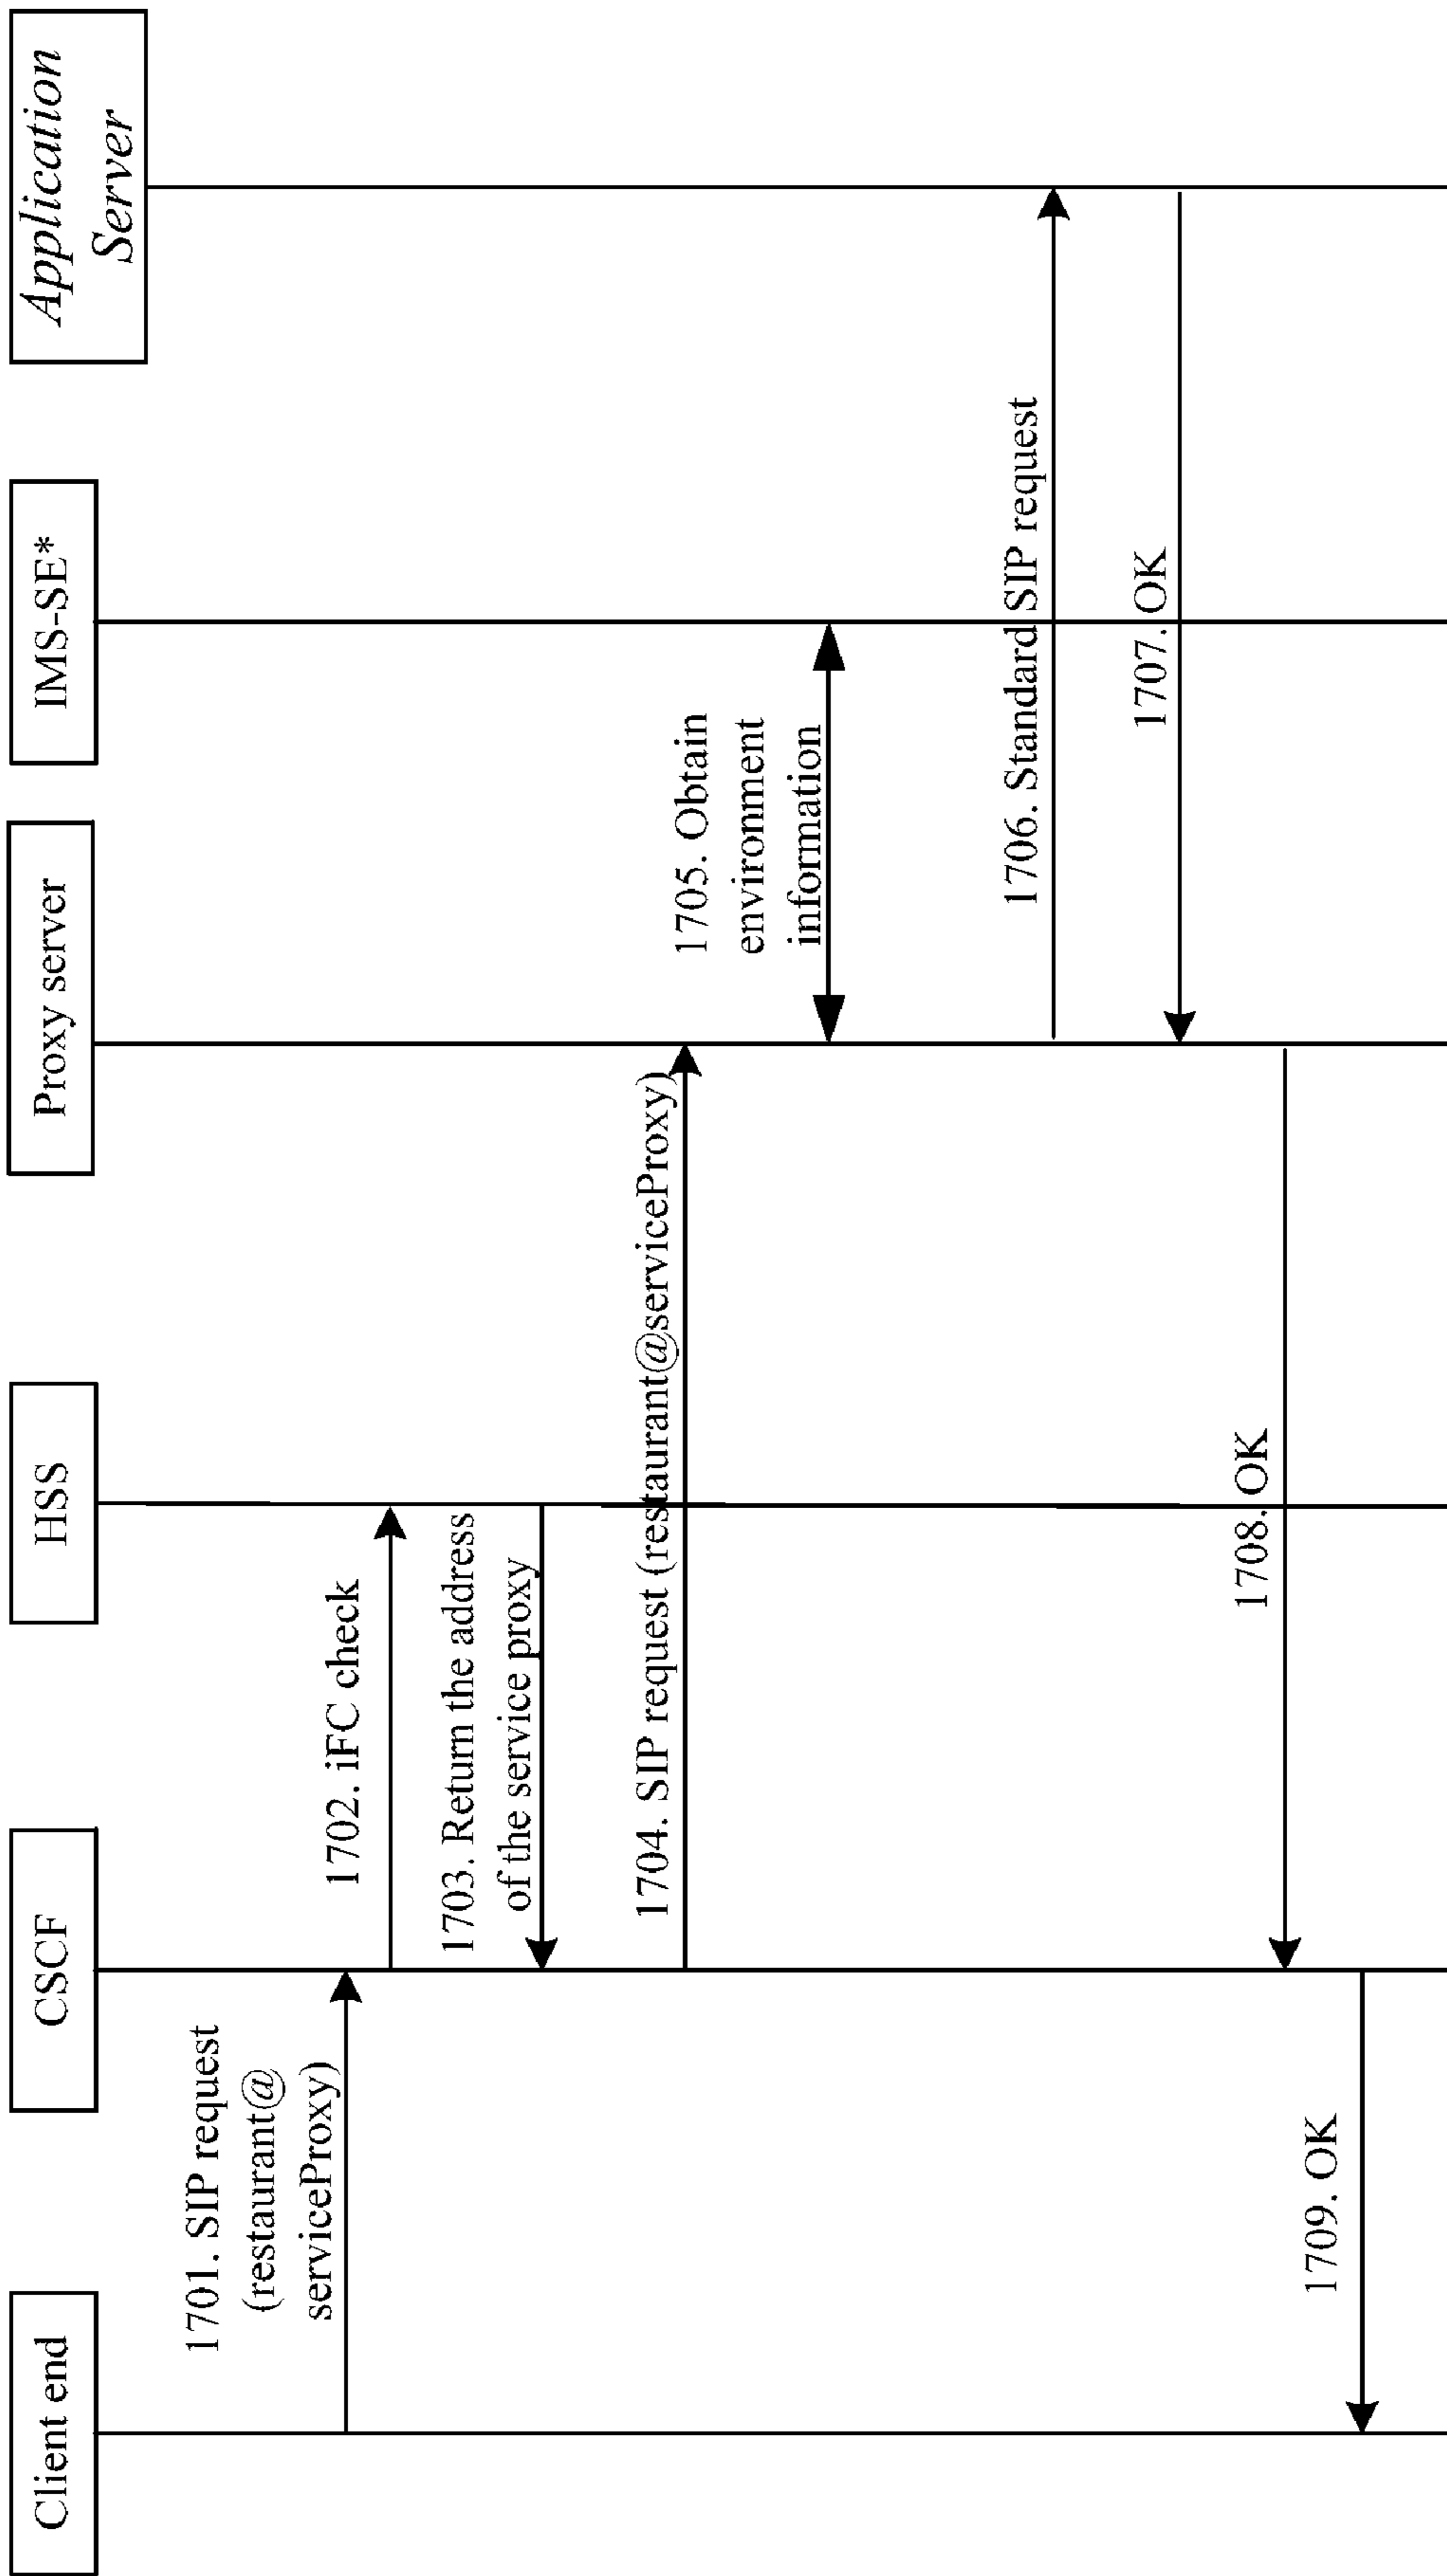 Client end
CSCF
HSS
Proxy server
IMS-SE*
Application
Server
1701. SIP request
(restaurant@
serviceProxy)
1702. iFC check
1703. Return the address
of the service proxy
1704. SIP request (restaurant@serviceProxy)
1705. Obtain
environment
information
1706. Standard SIP request
1707. OK
1708. OK
1709. OK